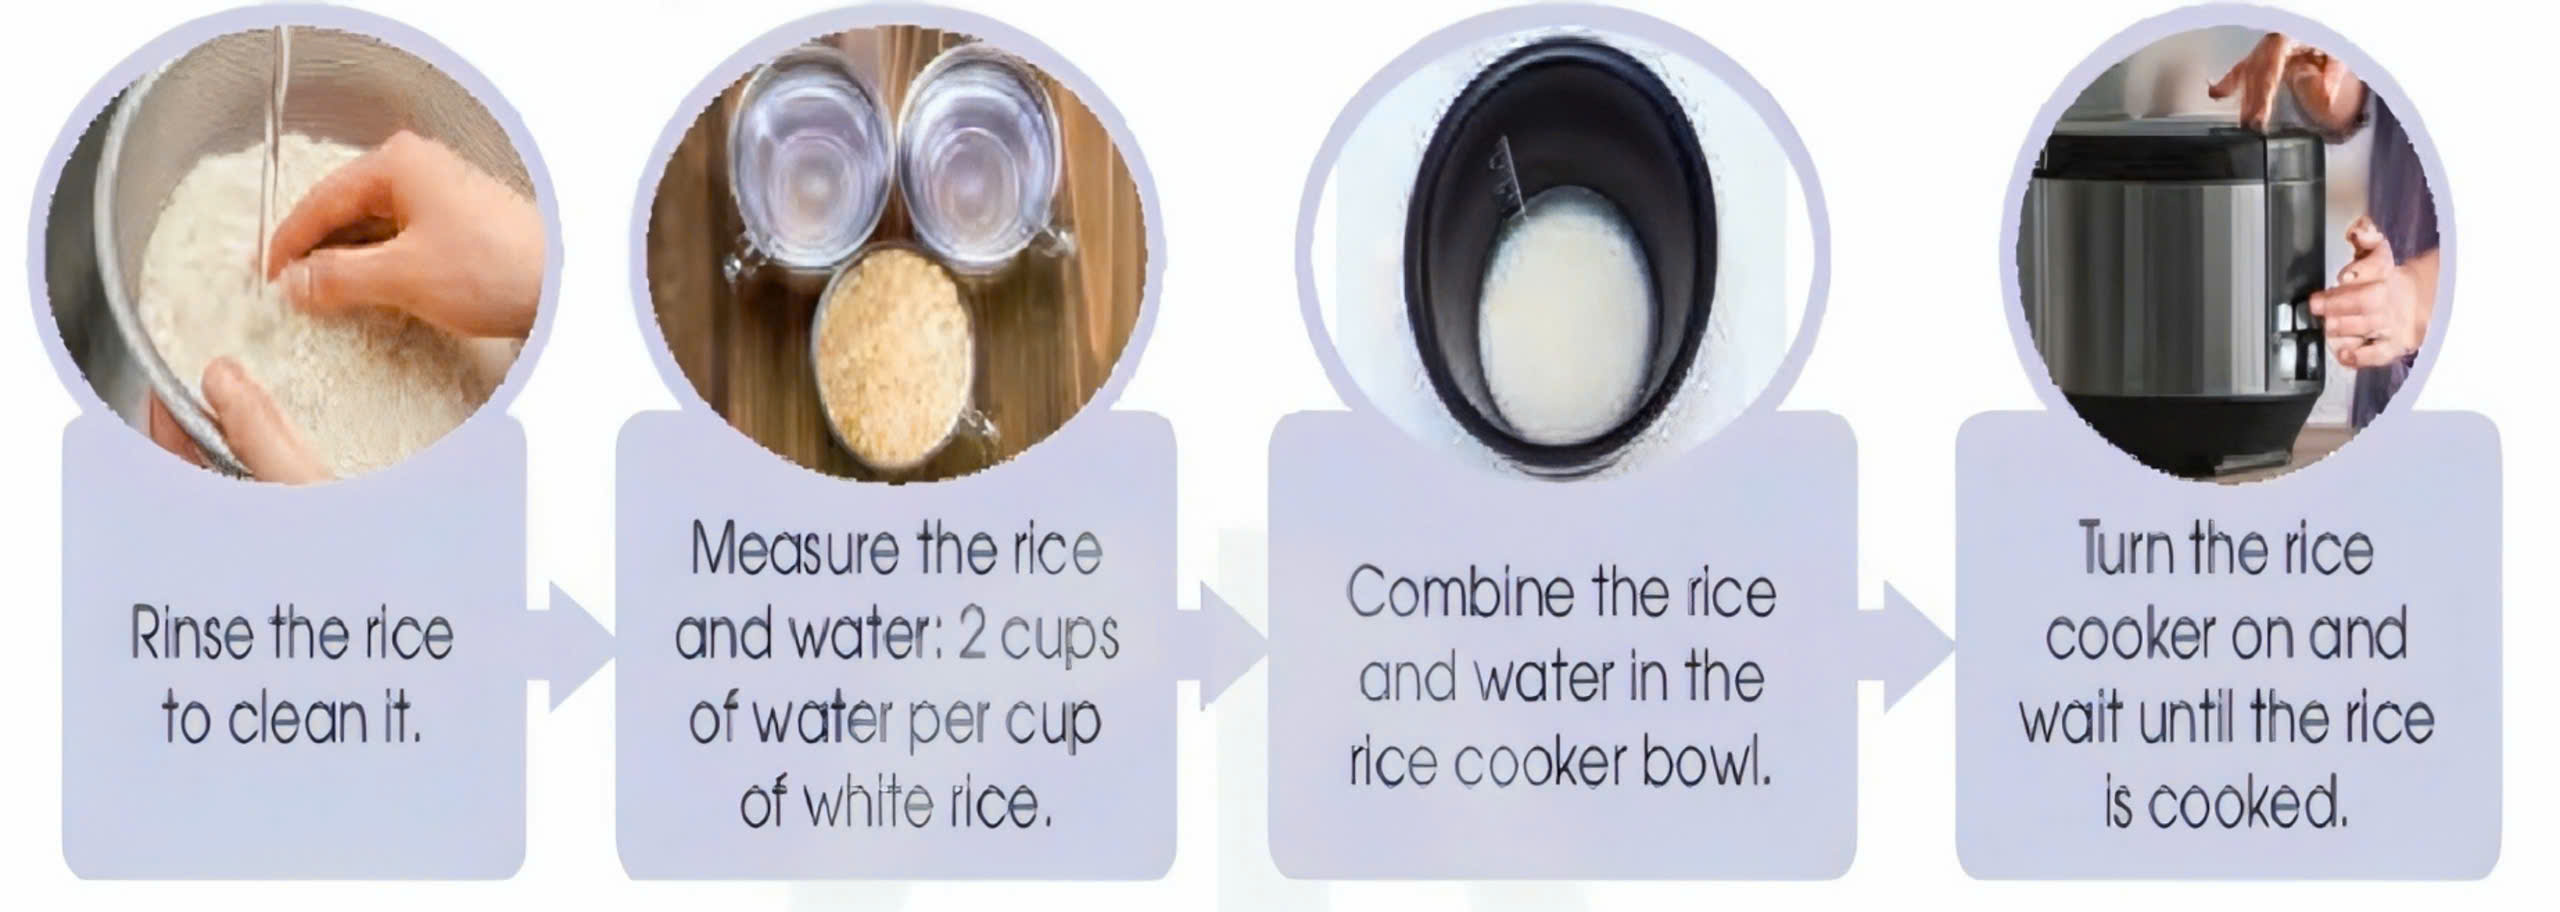 Rinse the rice
to clean it.
Measure the rice
and water: 2 cups
of water per cup
of white rice.
Combine the rice
and water in the
rice cooker bowl.
Turn the rice
cooker on and
wait until the rice
is cooked.